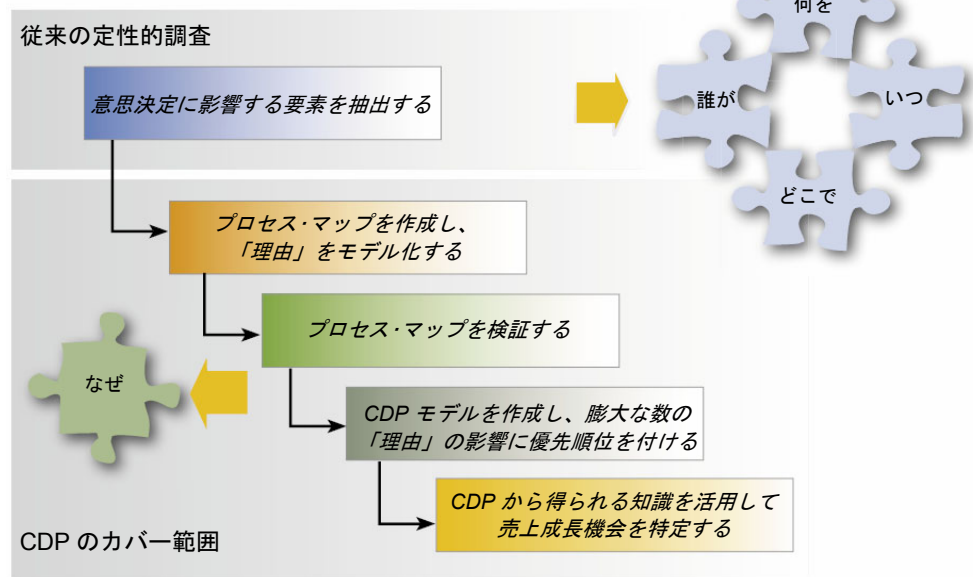 従来の定性的調査
何を
意思決定に影響する要素を抽出する
誰が
いつ
どこで
プロセス・マップを作成し、
「理由」をモデル化する
プロセス・マップを検証する
なぜ
CDP モデルを作成し、膨大な数の
「理由」の影響に優先順位を付ける
CDP から得られる知識を活用して
売上成長機会を特定する
CDP のカバー範囲